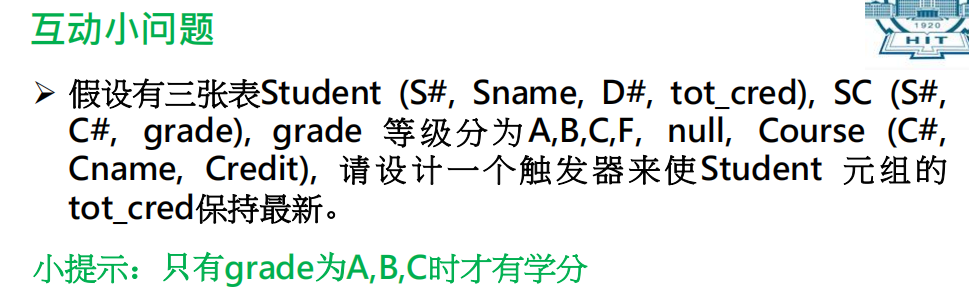 互动小问题
1920
HIT
➢ 假设有三张表Student (S#, Sname, D#, tot_cred), SC (S#,
C#, grade), grade 等级分为A,B,C,F, null, Course (C#,
Cname, Credit), 请设计一个触发器来使Student 元组的
tot_cred保持最新。
小提示：只有grade为A,B,C时才有学分